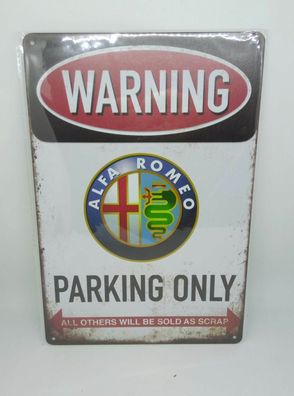 WARNING
ALFA ROMEO
PARKING ONLY
ALL OTHERS WILL BE SOLD AS SCRAP